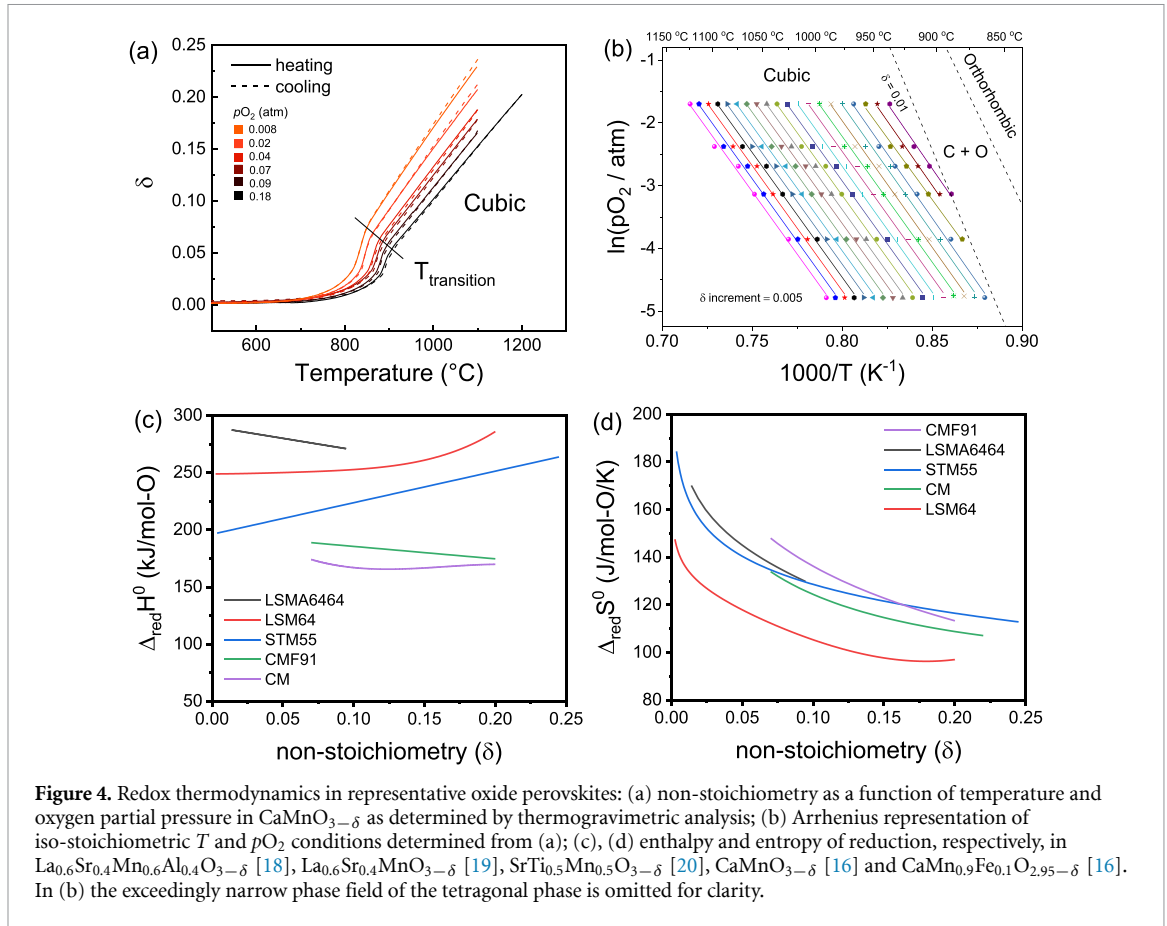 (a)
0.25
0.20
0.15
0.10
0.05
0.00
δ
heating
cooling
pO2 (atm)
0.008
0.02
0.04
0.07
0.09
0.18
Cubic
Ttransition
600 800 1000 1200
Temperature (°C)
(b)
1150 °C 1100 °C 1050 °C 1000 °C 950 °C 900 °C 850 °C
-1
-2
-3
-4
-5
ln(pO2 / atm)
Cubic
δ = 0.01
Orthorhombic
C + O
δ increment = 0.005
0.70 0.75 0.80 0.85 0.90
1000/T (K-1)
(c)
300
250
200
150
100
50
ΔredH0 (kJ/mol-O)
LSMA6464
LSM64
STM55
CMF91
CM
0.00 0.05 0.10 0.15 0.20 0.25
non-stoichiometry (δ)
(d)
200
180
160
140
120
100
80
ΔredS0 (J/mol-O/K)
CMF91
LSMA6464
STM55
CM
LSM64
0.00 0.05 0.10 0.15 0.20 0.25
non-stoichiometry (δ)
Figure 4. Redox thermodynamics in representative oxide perovskites: (a) non-stoichiometry as a function of temperature and
oxygen partial pressure in CaMnO3−δ as determined by thermogravimetric analysis; (b) Arrhenius representation of
iso-stoichiometric T and pO2 conditions determined from (a); (c), (d) enthalpy and entropy of reduction, respectively, in
La0.6Sr0.4Mn0.6Al0.4O3−δ [18], La0.6Sr0.4MnO3−δ [19], SrTi0.5Mn0.5O3−δ [20], CaMnO3−δ [16] and CaMn0.9Fe0.1O2.95−δ [16].
In (b) the exceedingly narrow phase field of the tetragonal phase is omitted for clarity.